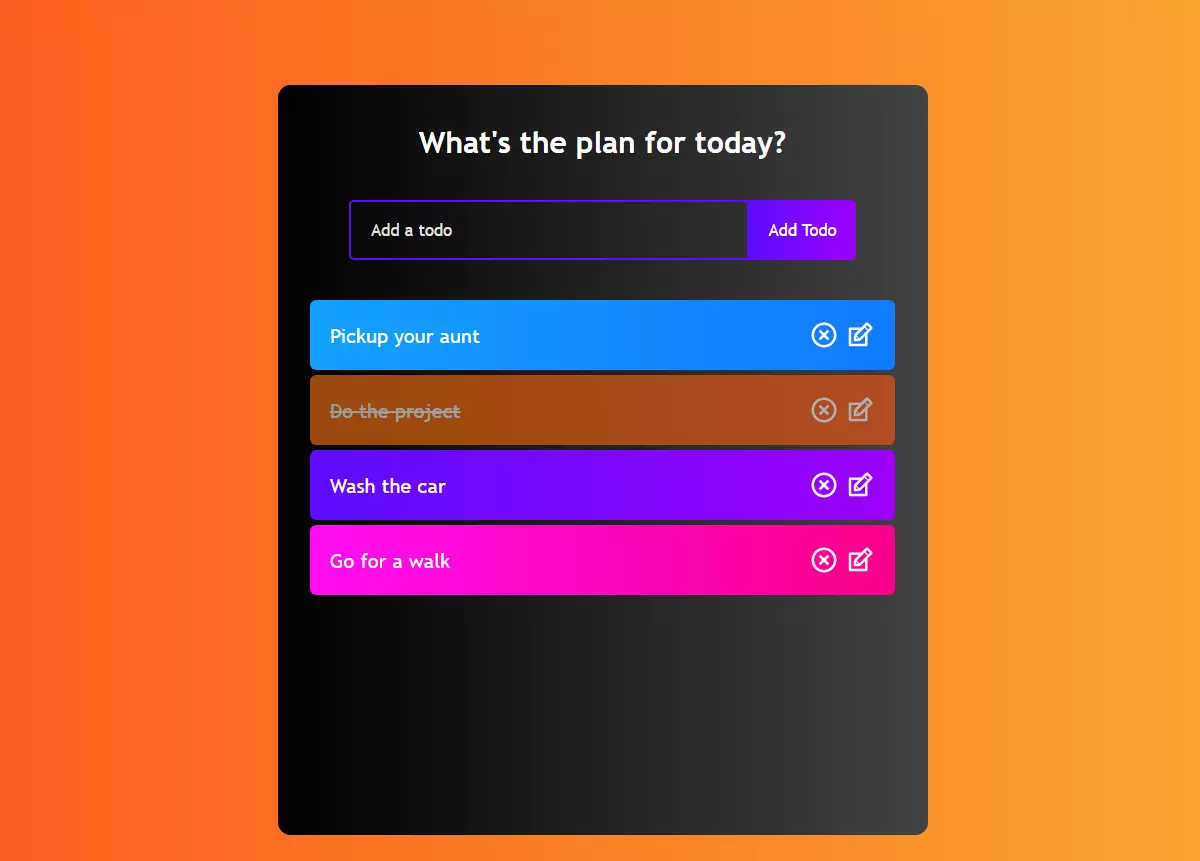 What's the plan for today?
Add a todo
Add Todo
Pickup your aunt
Do the project
Wash the car
Go for a walk